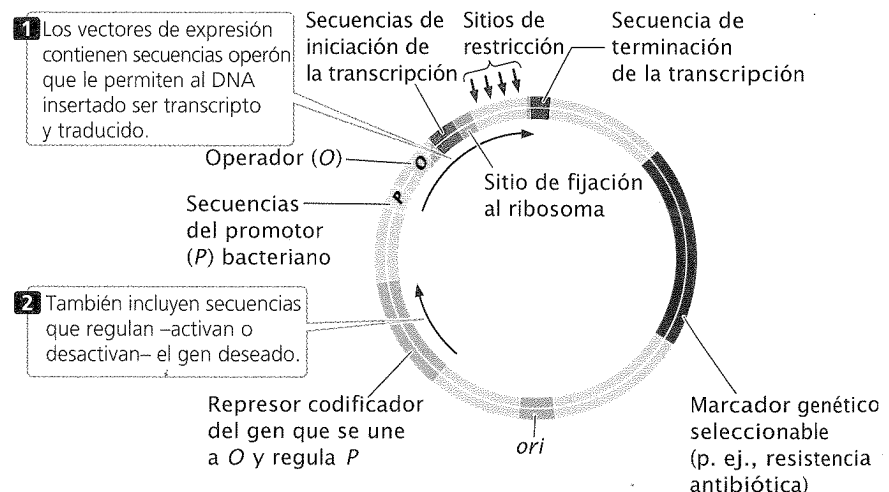 1 Los vectores de expresión
contienen secuencias operón
que le permiten al DNA
insertado ser transcripto
y traducido.
Secuencias de
iniciación de
la transcripción
Sitios de
restricción
Secuencia de
terminación
de la transcripción
Operador (O)
O
P
Sitio de fijación
al ribosoma
Secuencias
del promotor
(P) bacteriano
2 También incluyen secuencias
que regulan –activan o
desactivan– el gen deseado.
Represor codificador
del gen que se une
a O y regula P
ori
Marcador genético
seleccionable
(p. ej., resistencia
antibiótica)